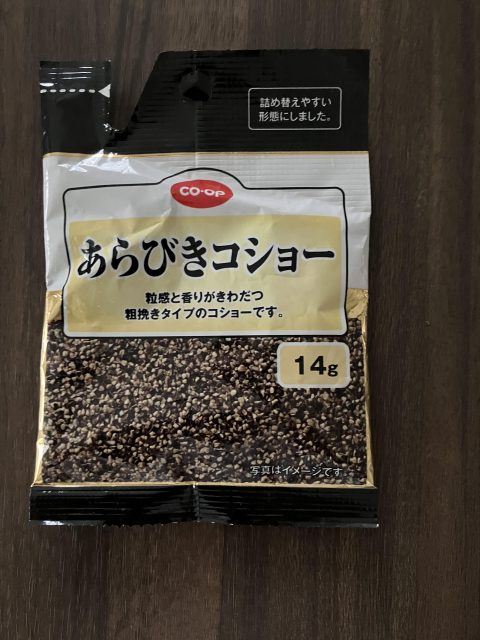 詰め替えやすい
形態にしました。
CO·OP
あらびきコショー
粒感と香りがきわだつ
粗挽きタイプのコショーです。
14g
写真はイメージです。